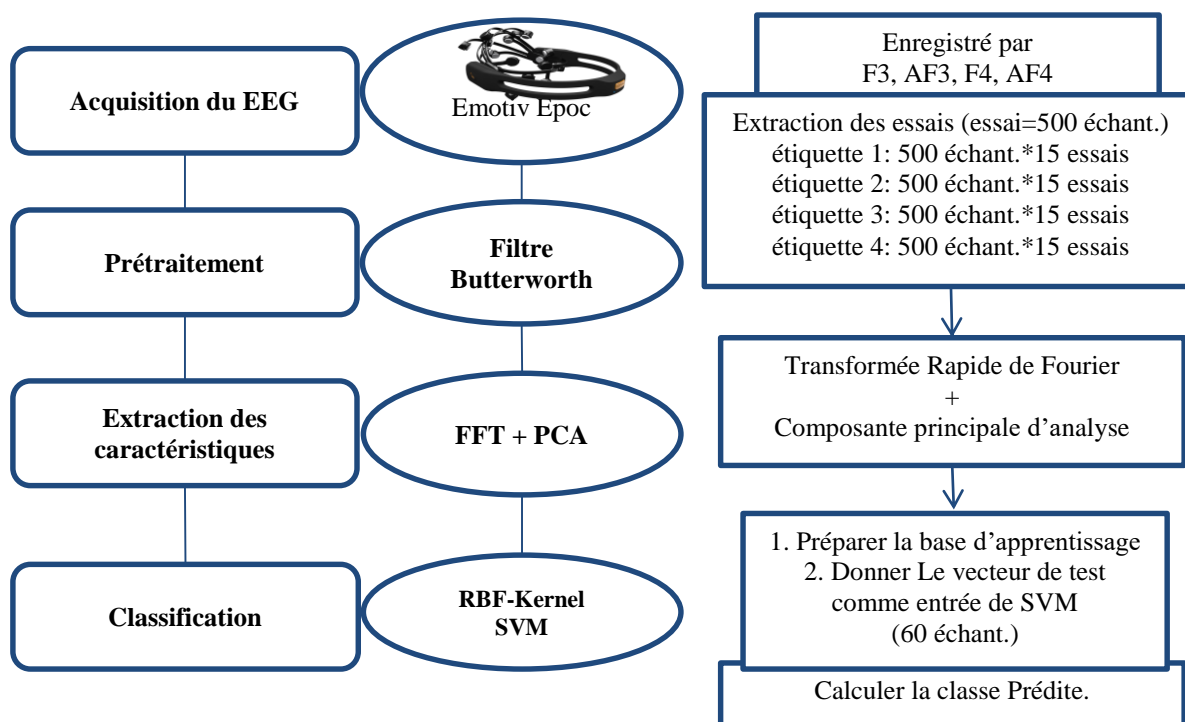 Acquisition du EEG
Emotiv Epoc
Prétraitement
Filtre
Butterworth
Extraction des
caractéristiques
FFT + PCA
Classification
RBF-Kernel
SVM
Enregistré par
F3, AF3, F4, AF4
Extraction des essais (essai=500 échant.)
étiquette 1: 500 échant.*15 essais
étiquette 2: 500 échant.*15 essais
étiquette 3: 500 échant.*15 essais
étiquette 4: 500 échant.*15 essais
Transformée Rapide de Fourier
+
Composante principale d’analyse
1. Préparer la base d’apprentissage
2. Donner Le vecteur de test
comme entrée de SVM
(60 échant.)
Calculer la classe Prédite.